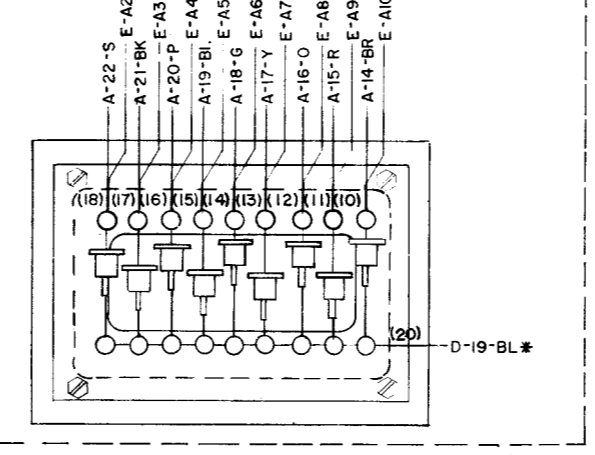 A-22-S
E-A2
A-21-BK
E-A3
A-20-P
E-A4
A-19-BL
E-A5
A-18-G
E-A6
A-17-Y
E-A7
A-16-O
E-A8
A-15-R
E-A9
A-14-BR
E-A10
(18) (17) (16) (15) (14) (13) (12) (11) (10)
(20)
D-19-BL*